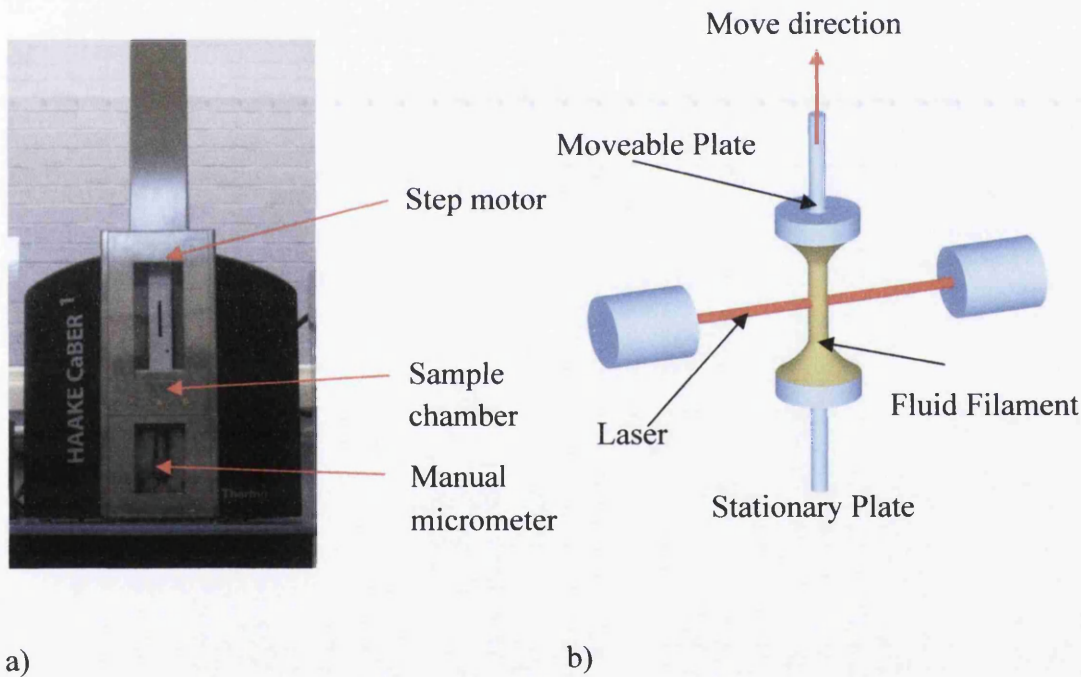 Move direction
Moveable Plate
Step motor
HAAKE CaBER 1
Sample
chamber
Fluid Filament
Laser
Manual
micrometer
Stationary Plate
a)
b)